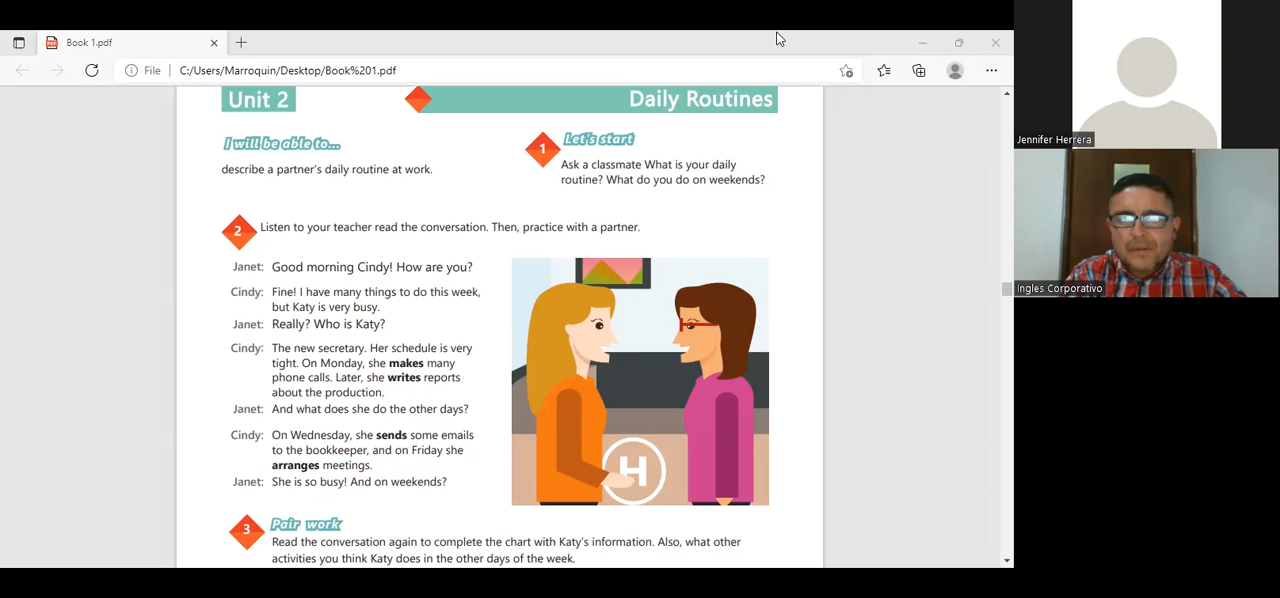 Book 1.pdf
File
C:/Users/Marroquin/Desktop/Book%201.pdf
Unit 2
Daily Routines
I will be able to...
describe a partner's daily routine at work.
1
Let's start
Ask a classmate What is your daily
routine? What do you do on weekends?
2
Listen to your teacher read the conversation. Then, practice with a partner.
Janet: Good morning Cindy! How are you?
Cindy: Fine! I have many things to do this week,
but Katy is very busy.
Janet: Really? Who is Katy?
Cindy: The new secretary. Her schedule is very
tight. On Monday, she makes many
phone calls. Later, she writes reports
about the production.
Janet: And what does she do the other days?
Cindy: On Wednesday, she sends some emails
to the bookkeeper, and on Friday she
arranges meetings.
Janet: She is so busy! And on weekends?
H
3
Pair work
Read the conversation again to complete the chart with Katy's information. Also, what other
activities you think Katy does in the other days of the week.
Jennifer Herrera
Ingles Corporativo